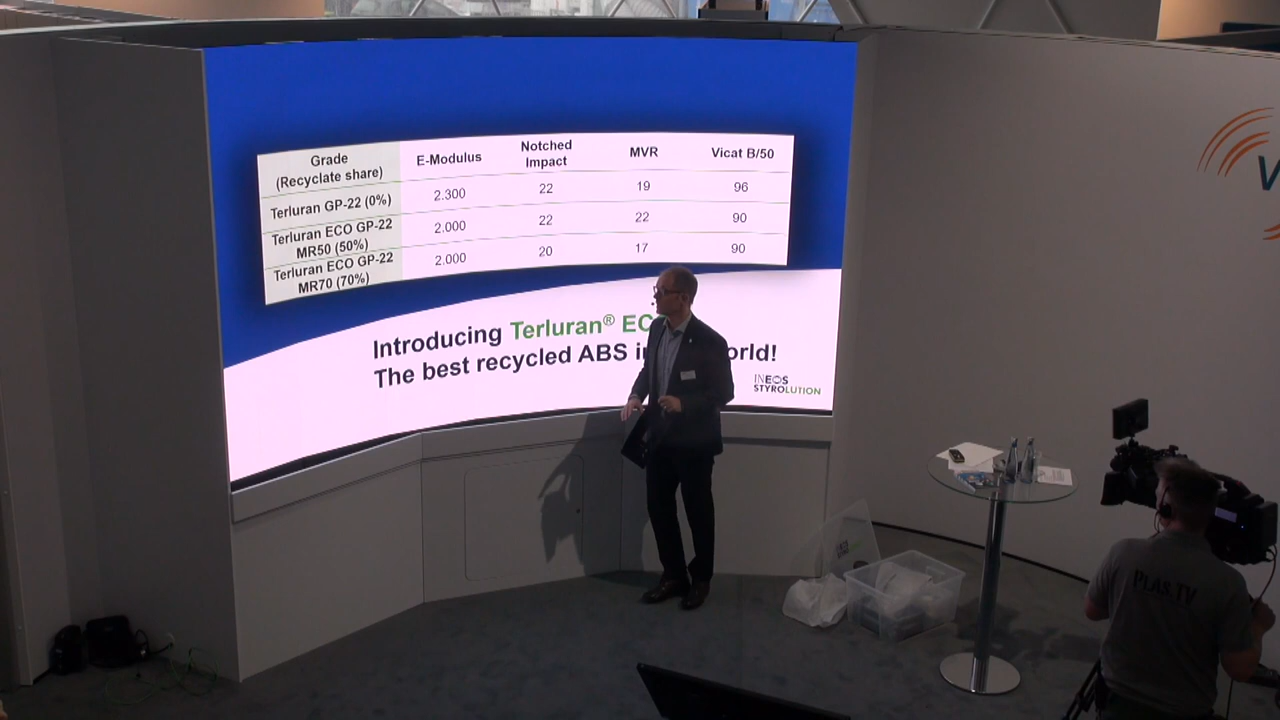 Grade
(Recyclate share)
E-Modulus
Notched
Impact
MVR
Vicat B/50
Terluran GP-22 (0%)
2.300
22
19
96
Terluran ECO GP-22
MR50 (50%)
2.000
22
22
90
Terluran ECO GP-22
MR70 (70%)
2.000
20
17
90
Introducing Terluran® EC
The best recycled ABS i orld!
INEOS
STYROLUTION
PLAS.TV